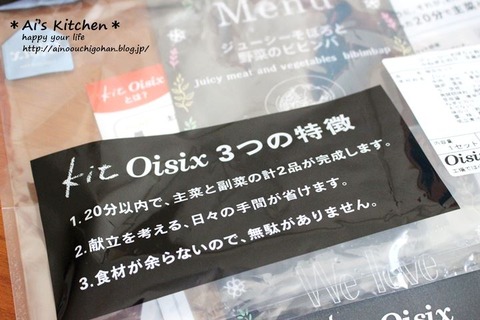 ＊Ai's Kitchen＊
happy your life
http://ainoouchigohan.blog.jp/
Menu
ジューシーそぼろと
野菜のビビンバ
Juicy meat and vegetables bibimbap
kit Oisix
とは？
kit Oisix 3つの特徴
1.20分以内で、主菜と副菜の計2品が完成します。
2.献立を考える、日々の手間が省けます。
3.食材が余らないので、無駄がありません。
We love
Oisix